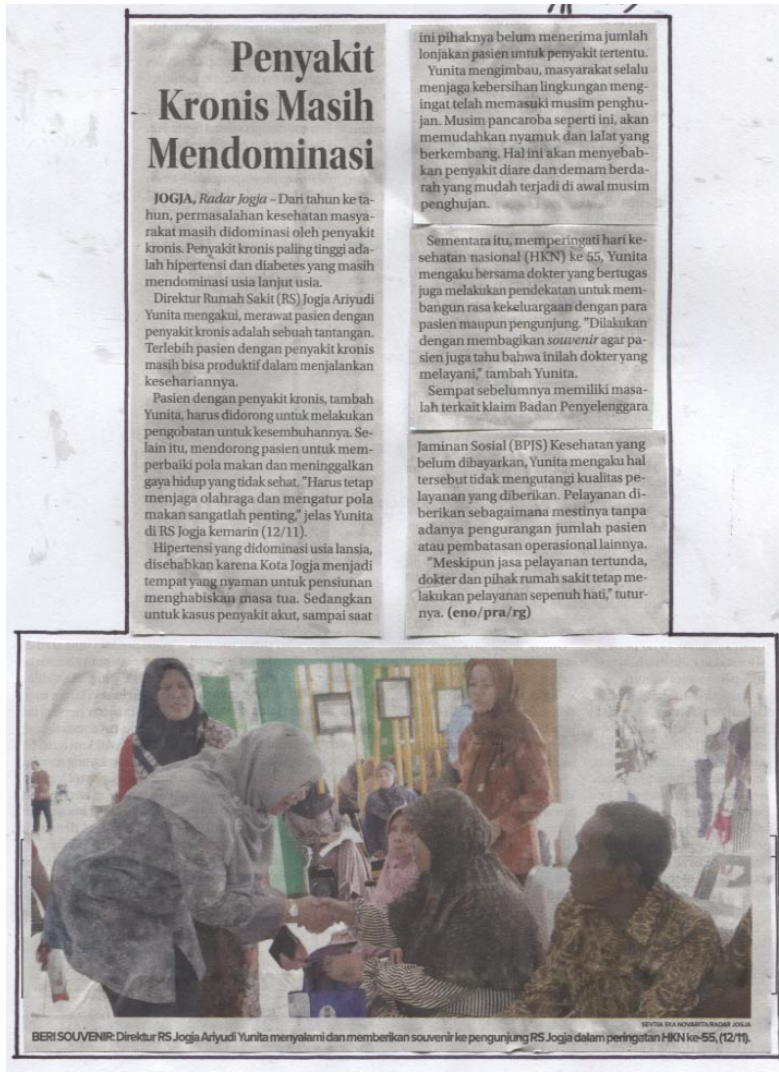 Penyakit
Kronis Masih
Mendominasi
JOGJA, Radar Jogja – Dari tahun ke ta-
hun, permasalahan kesehatan masya-
rakat masih didominasi oleh penyakit
kronis. Penyakit kronis paling tinggi ada-
lah hipertensi dan diabetes yang masih
mendominasi usia lanjut usia.
Direktur Rumah Sakit (RS) Jogja Ariyudi
Yunita mengakui, merawat pasien dengan
penyakit kronis adalah sebuah tantangan.
Terlebih pasien dengan penyakit kronis
masih bisa produktif dalam menjalankan
kesehariannya.
Pasien dengan penyakit kronis, tambah
Yunita, harus didorong untuk melakukan
pengobatan untuk kesembuhannya. Se-
lain itu, mendorong pasien untuk mem-
perbaiki pola makan dan meninggalkan
gaya hidup yang tidak sehat. "Harus tetap
menjaga olahraga dan mengatur pola
makan sangatlah penting," jelas Yunita
di RS Jogja kemarin (12/11).
Hipertensi yang didominasi usia lansia,
disebabkan karena Kota Jogja menjadi
tempat yang nyaman untuk pensiunan
menghabiskan masa tua. Sedangkan
untuk kasus penyakit akut, sampai saat
ini pihaknya belum menerima jumlah
lonjakan pasien untuk penyakit tertentu.
Yunita mengimbau, masyarakat selalu
menjaga kebersihan lingkungan meng-
ingat telah memasuki musim penghu-
jan. Musim pancaroba seperti ini, akan
memudahkan nyamuk dan lalat yang
berkembang. Hal ini akan menyebab-
kan penyakit diare dan demam berda-
rah yang mudah terjadi di awal musim
penghujan.
Sementara itu, memperingati hari ke-
sehatan nasional (HKN) ke 55, Yunita
mengaku bersama dokter yang bertugas
juga melakukan pendekatan untuk mem-
bangun rasa kekeluargaan dengan para
pasien maupun pengunjung. "Dilakukan
dengan membagikan souvenir agar pa-
sien juga tahu bahwa inilah dokter yang
melayani," tambah Yunita.
Sempat sebelumnya memiliki masa-
lah terkait klaim Badan Penyelenggara
Jaminan Sosial (BPJS) Kesehatan yang
belum dibayarkan, Yunita mengaku hal
tersebut tidak mengutangi kualitas pe-
layanan yang diberikan. Pelayanan di-
berikan sebagaimana mestinya tanpa
adanya pengurangan jumlah pasien
atau pembatasan operasional lainnya.
"Meskipun jasa pelayanan tertunda,
dokter dan pihak rumah sakit tetap me-
lakukan pelayanan sepenuh hati," tutur-
nya. (eno/pra/rg)
SEVTIA EKA NOVARITA/RADAR JOGJA
BERI SOUVENIR: Direktur RS Jogja Ariyudi Yunita menyalami dan memberikan souvenir ke pengunjung RS Jogja dalam peringatan HKN ke-55, (12/11).